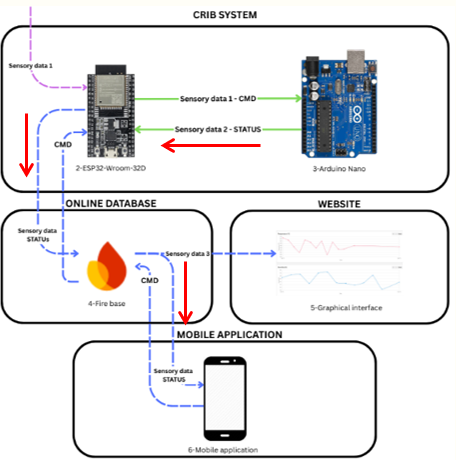 CRIB SYSTEM
Sensory data 1
Sensory data 1 - CMD
Sensory data 2 - STATUS
CMD
2-ESP32-Wroom-32D
3-Arduino Nano
ONLINE DATABASE
WEBSITE
Sensory data
STATUs
Sensory data 3
CMD
4-Fire base
5-Graphical interface
MOBILE APPLICATION
Sensory data
STATUS
6-Mobile application